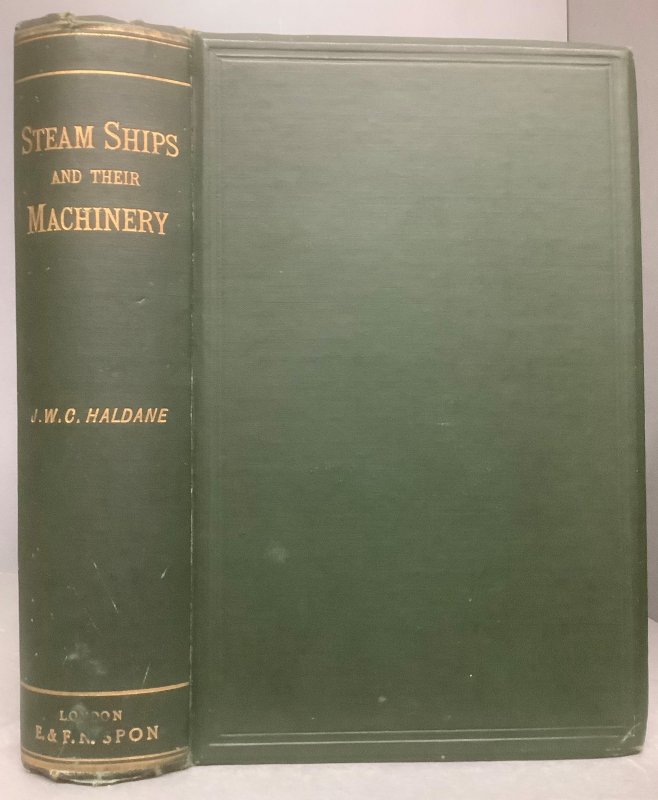 STEAM SHIPS
AND THEIR
MACHINERY
J.W.C. HALDANE
LONDON
E. & F. N. SPON